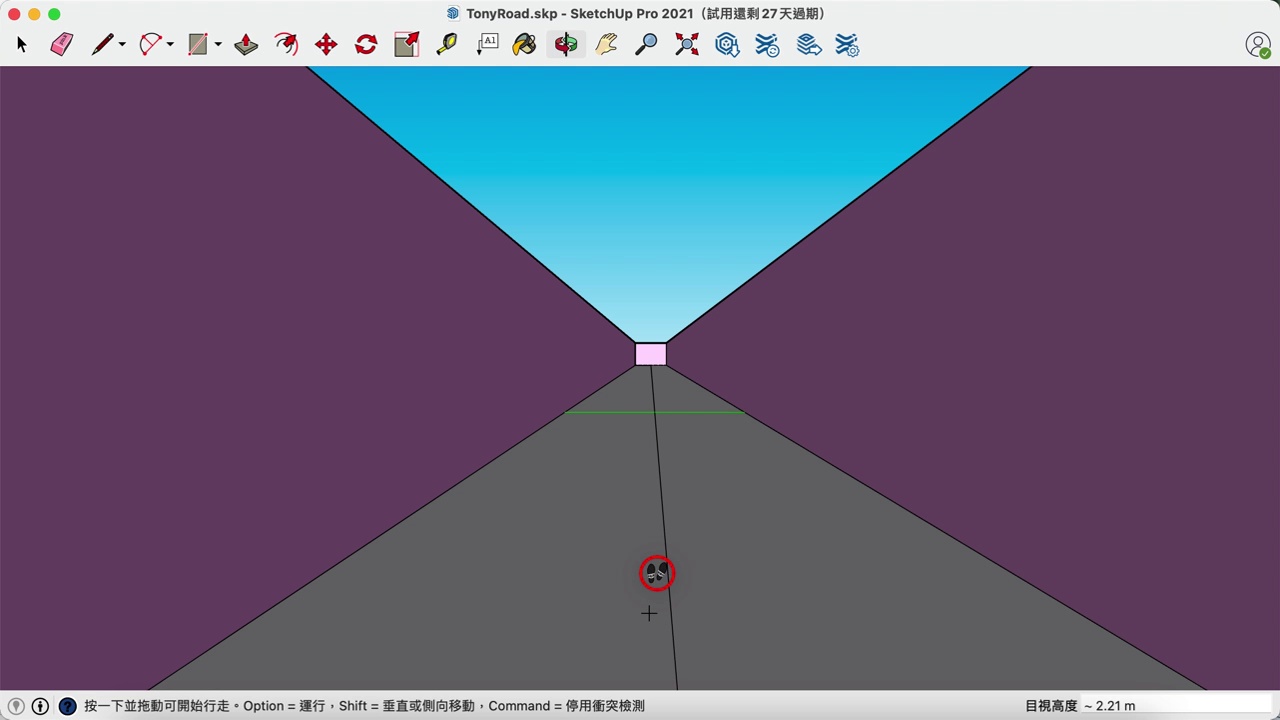 TonyRoad.skp - SketchUp Pro 2021（試用還剩 27 天過期）
A1
按一下並拖動可開始行走。Option = 運行，Shift = 垂直或側向移動，Command = 停用衝突檢測
目視高度 ~ 2.21 m